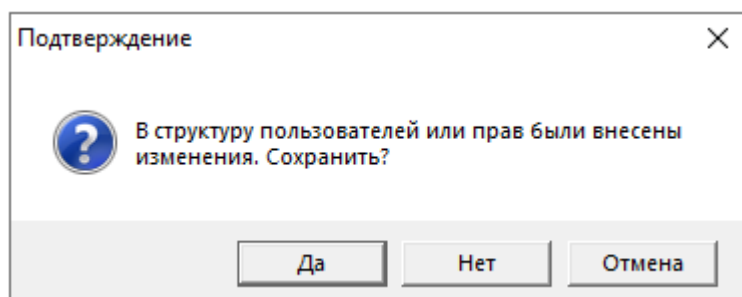 Подтверждение
В структуру пользователей или прав были внесены
изменения. Сохранить?
Да Нет Отмена